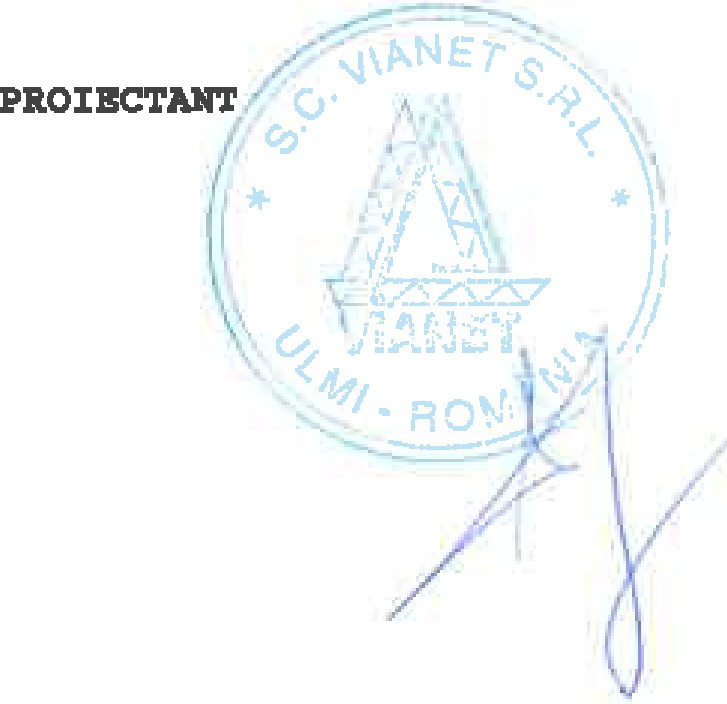 PROIECTANT
* S.C. VIANET S.R.L. *
VIANET
ULMI - ROMANIA